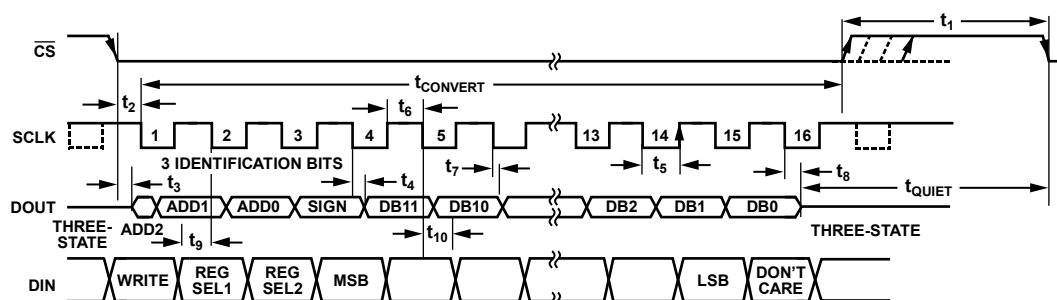 t1
CS
tCONVERT
t2
t6
SCLK
1 2 3 4 5 13 14 15 16
3 IDENTIFICATION BITS
t7
t5
t8
t3
t4
tQUIET
DOUT
ADD1 ADD0 SIGN DB11 DB10 DB2 DB1 DB0
THREE-
STATE
ADD2
THREE-STATE
t9
t10
DIN
WRITE
REG
SEL1
REG
SEL2
MSB
LSB
DON'T
CARE